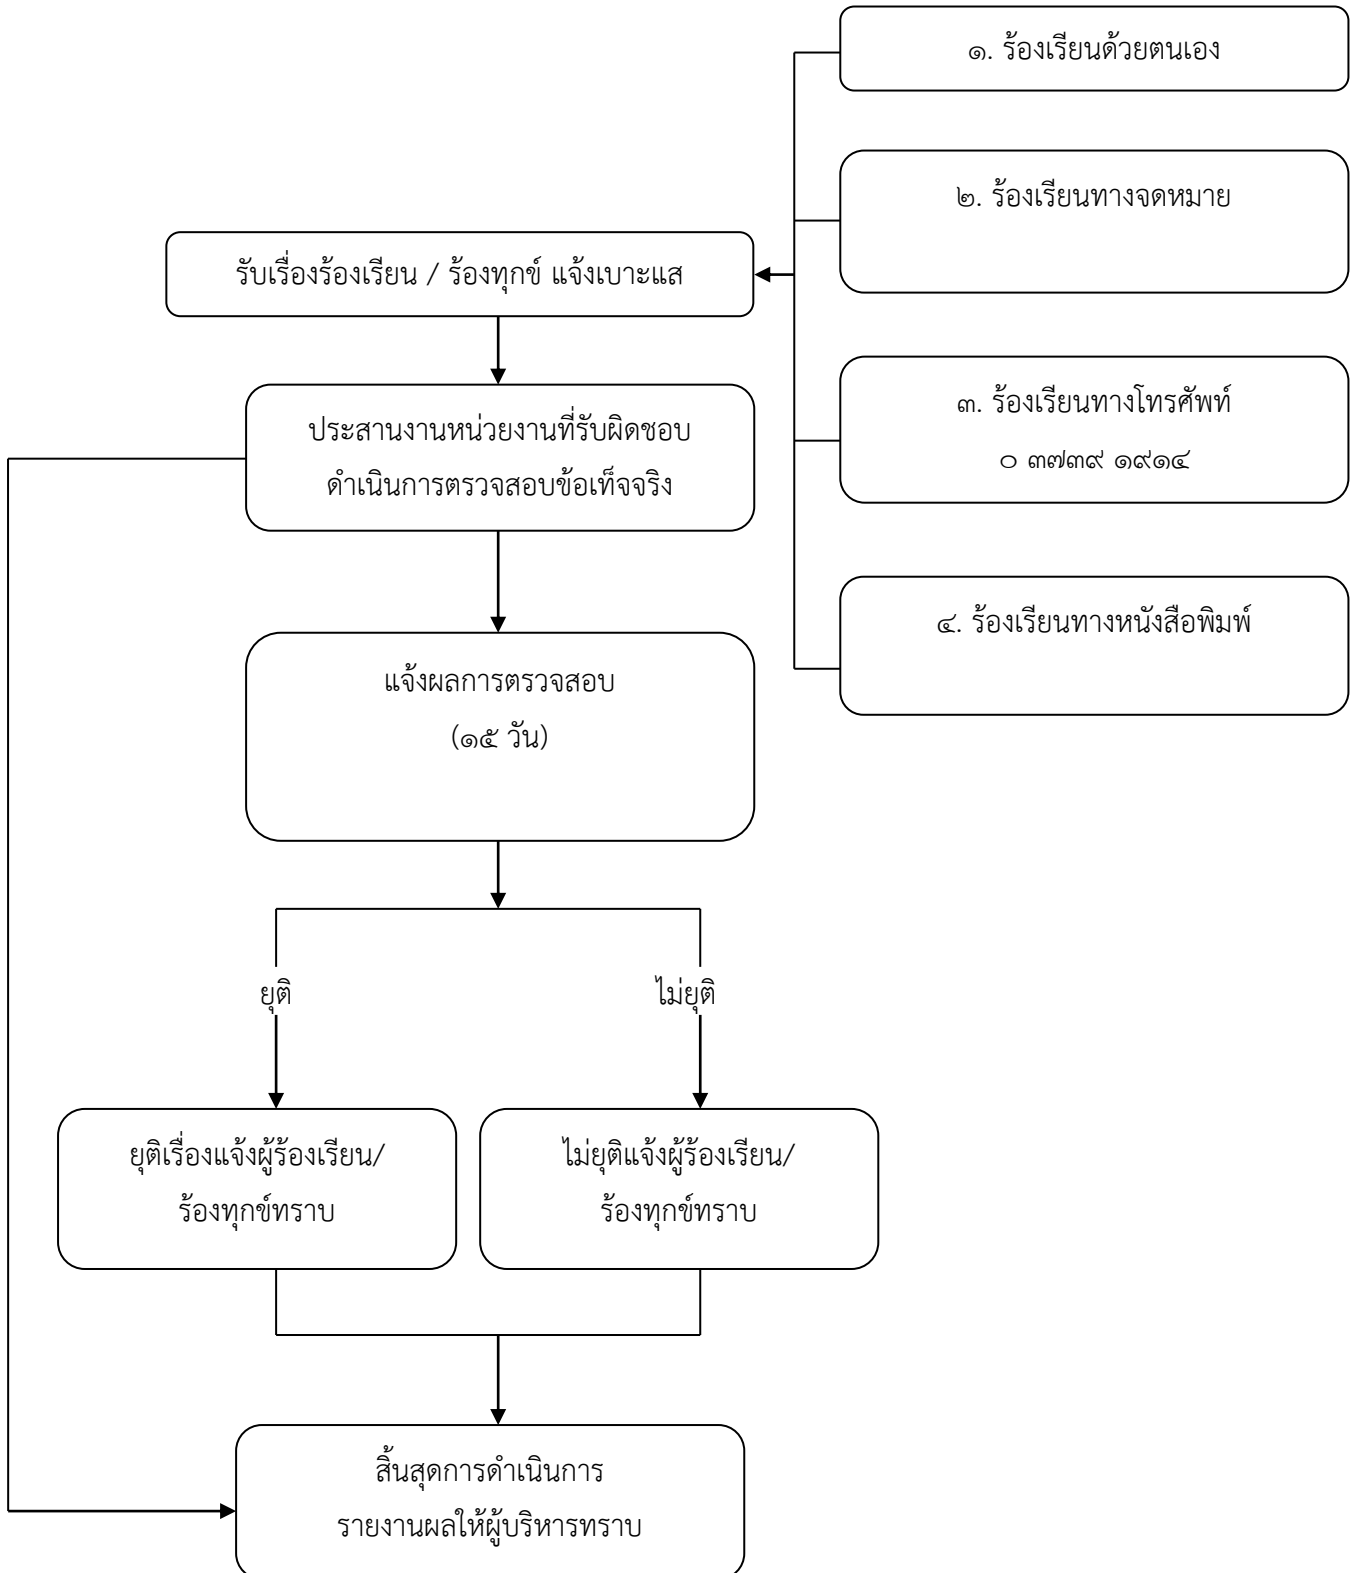 ๑. ร้องเรียนด้วยตนเอง
๒. ร้องเรียนทางจดหมาย
รับเรื่องร้องเรียน / ร้องทุกข์ แจ้งเบาะแส
๓. ร้องเรียนทางโทรศัพท์
๐ ๓๗๓๙ ๑๙๑๔
ประสานงานหน่วยงานที่รับผิดชอบ
ดำเนินการตรวจสอบข้อเท็จจริง
๔. ร้องเรียนทางหนังสือพิมพ์
แจ้งผลการตรวจสอบ
(๑๕ วัน)
ยุติ
ไม่ยุติ
ยุติเรื่องแจ้งผู้ร้องเรียน/
ร้องทุกข์ทราบ
ไม่ยุติแจ้งผู้ร้องเรียน/
ร้องทุกข์ทราบ
สิ้นสุดการดำเนินการ
รายงานผลให้ผู้บริหารทราบ